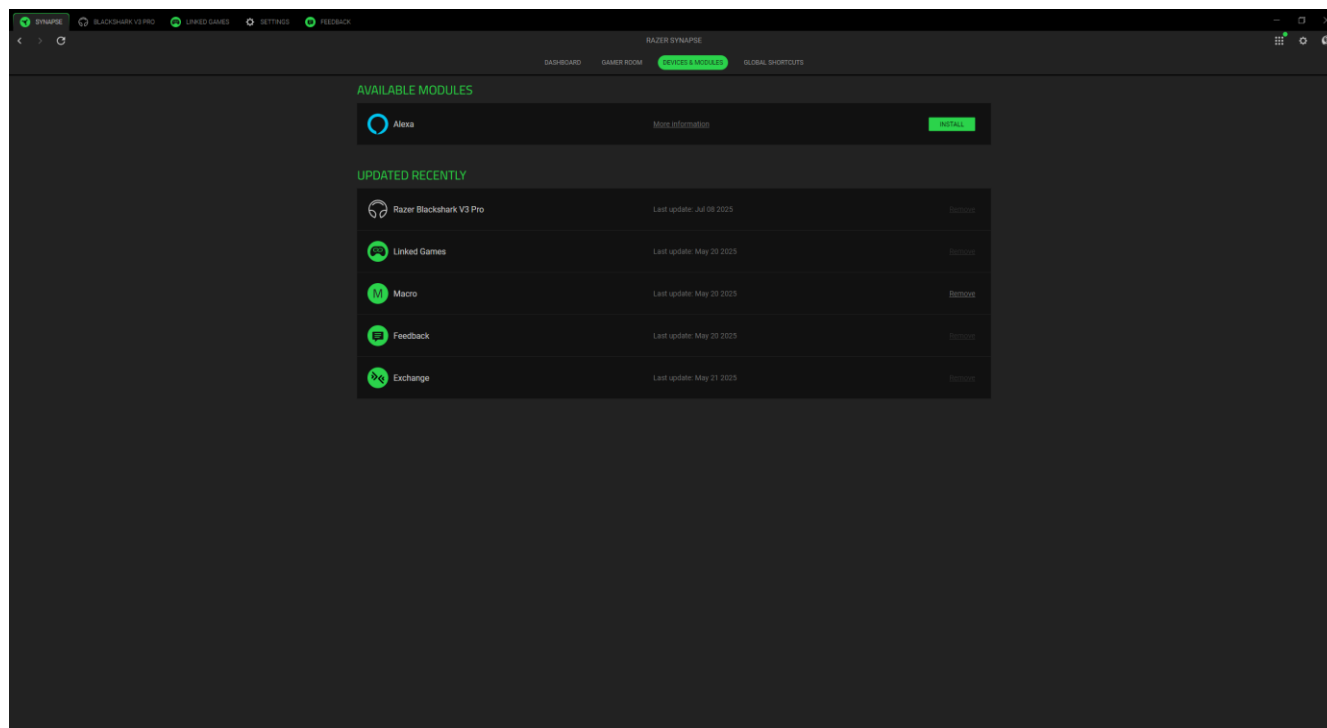 SYNAPSE BLACKSHARK V3 PRO LINKED GAMES SETTINGS FEEDBACK
RAZER SYNAPSE
DASHBOARD GAMER ROOM DEVICES & MODULES GLOBAL SHORTCUTS
AVAILABLE MODULES
Alexa More information INSTALL
UPDATED RECENTLY
Razer Blackshark V3 Pro Last update: Jul 08 2025 Remove
Linked Games Last update: May 20 2025 Remove
M Macro Last update: May 20 2025 Remove
Feedback Last update: May 20 2025 Remove
Exchange Last update: May 21 2025 Remove